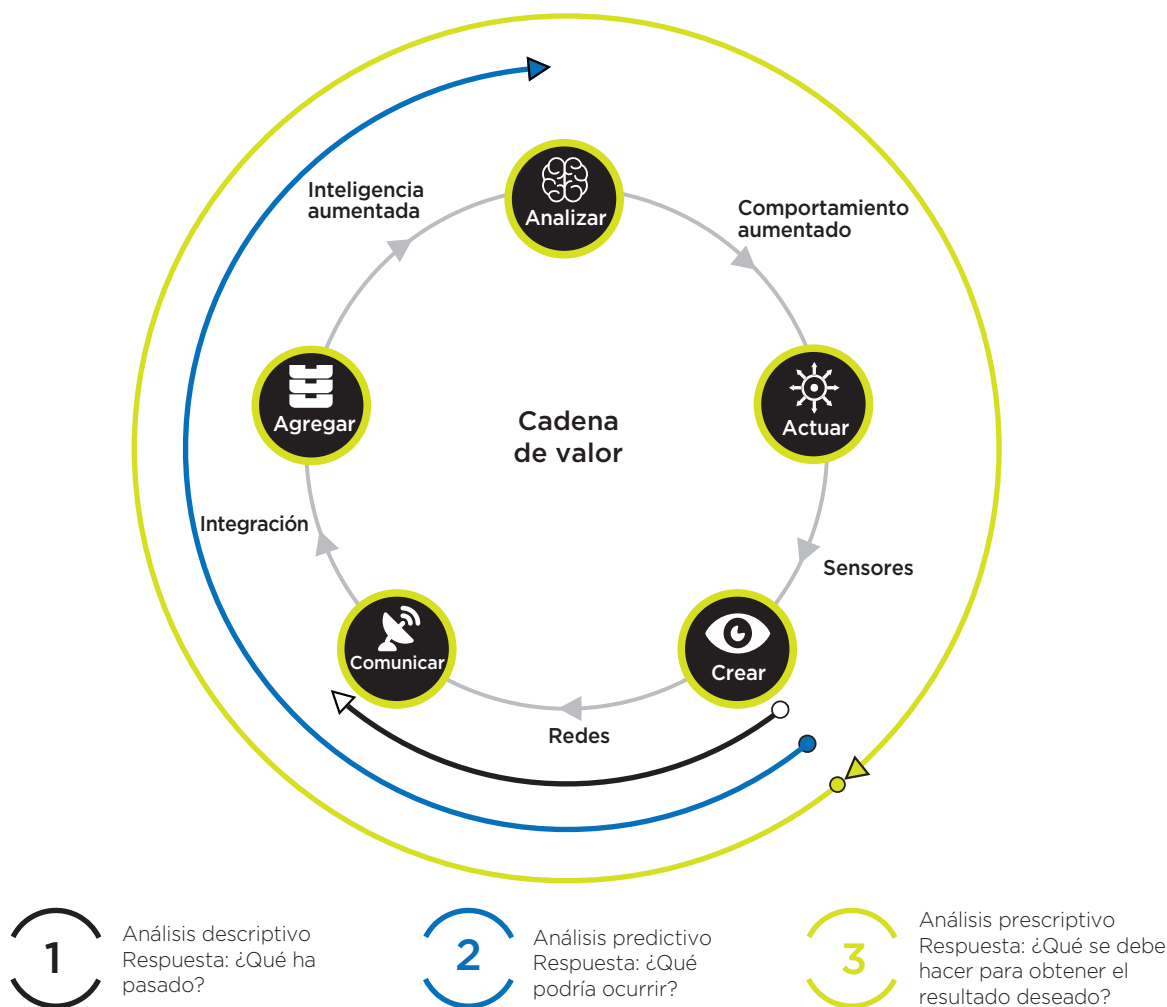 Analizar
Inteligencia
aumentada
Comportamiento
aumentado
Agregar
Actuar
Cadena
de valor
Integración
Sensores
Comunicar
Crear
Redes
1
Análisis descriptivo
Respuesta: ¿Qué ha
pasado?
2
Análisis predictivo
Respuesta: ¿Qué
podría ocurrir?
3
Análisis prescriptivo
Respuesta: ¿Qué se debe
hacer para obtener el
resultado deseado?